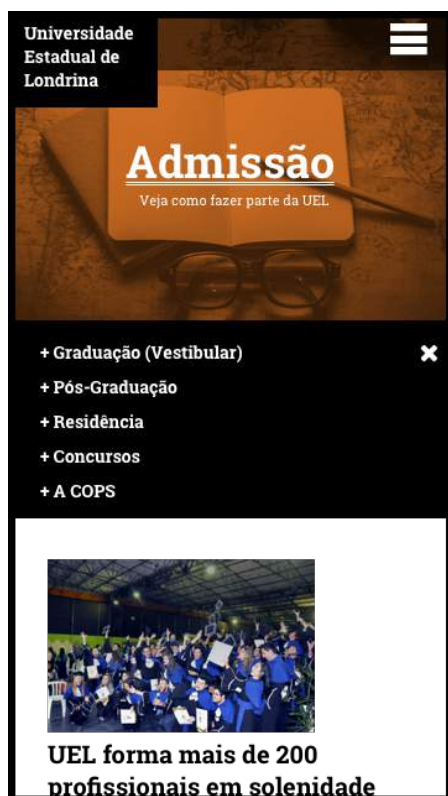 Universidade
Estadual de
Londrina
Admissão
Veja como fazer parte da UEL
+ Graduação (Vestibular)
+ Pós-Graduação
+ Residência
+ Concursos
+ A COPS
UEL forma mais de 200
profissionais em solenidade